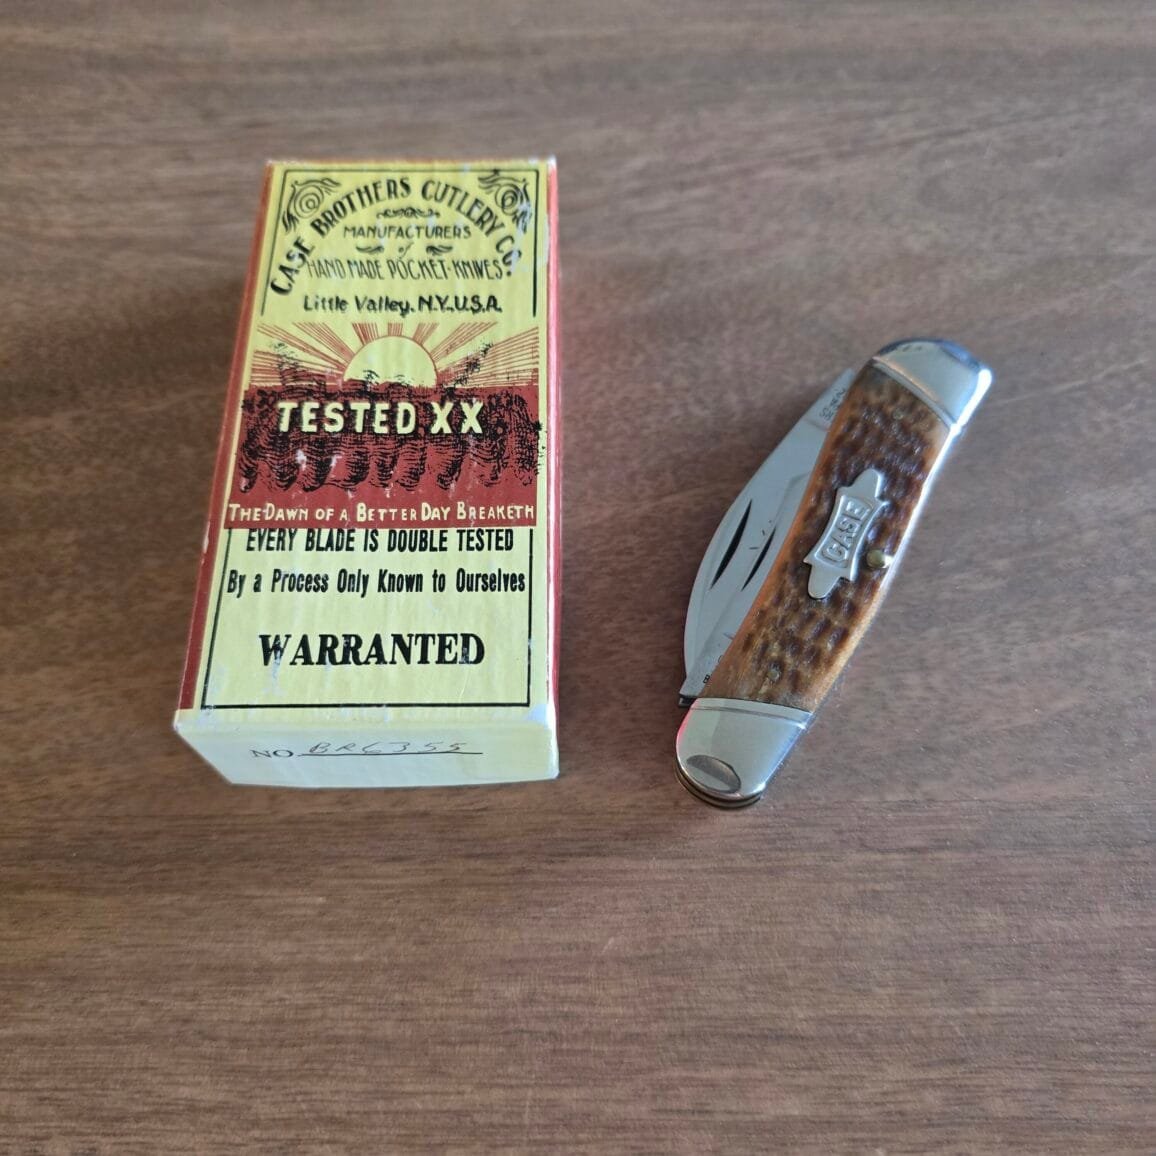 CASE BROTHERS CUTLERY CO.
MANUFACTURERS
of
HAND MADE POCKET-KNIVES
Little Valley, N.Y. U.S.A.
TESTED XX
THE DAWN OF A BETTER DAY BREAKETH
EVERY BLADE IS DOUBLE TESTED
By a Process Only Known to Ourselves
WARRANTED
NO. BR6355
CASE